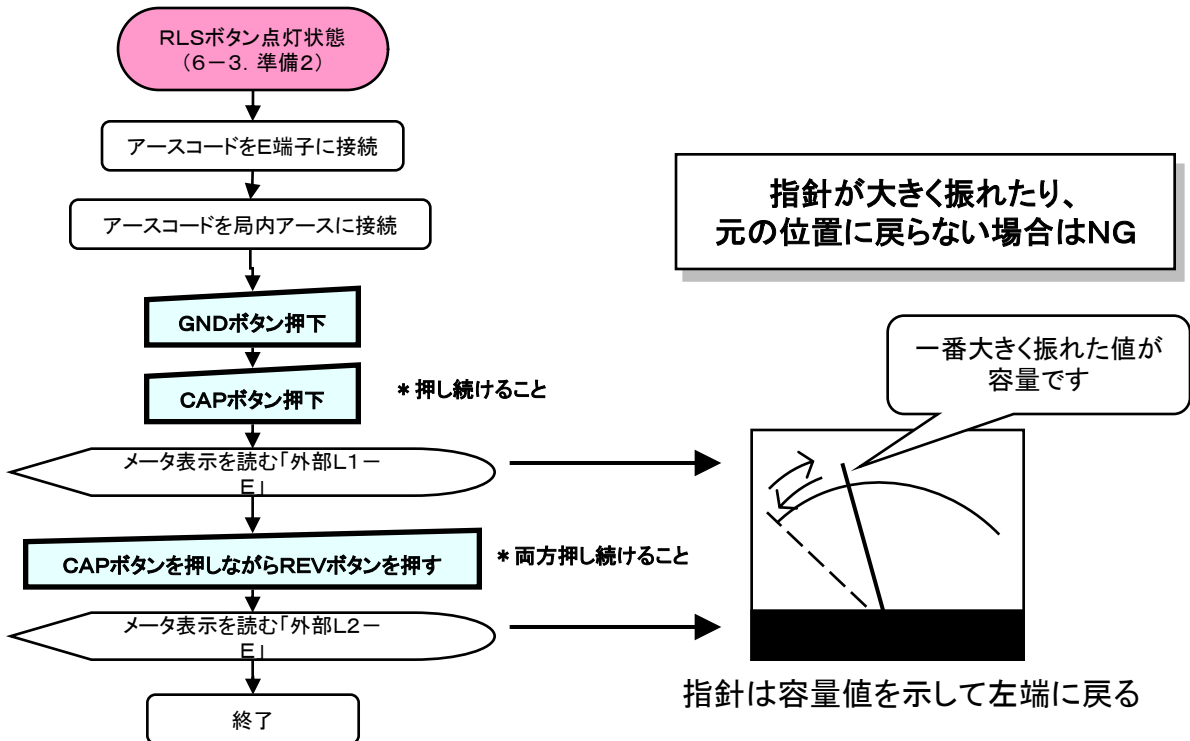 RLSボタン点灯状態
(6-3. 準備2)
アースコードをE端子に接続
アースコードを局内アースに接続
GNDボタン押下
CAPボタン押下
*押し続けること
メータ表示を読む「外部L1-
E」
CAPボタンを押しながらREVボタンを押す
*両方押し続けること
メータ表示を読む「外部L2-
E」
終了
指針が大きく振れたり、
元の位置に戻らない場合はNG
一番大きく振れた値が
容量です
指針は容量値を示して左端に戻る